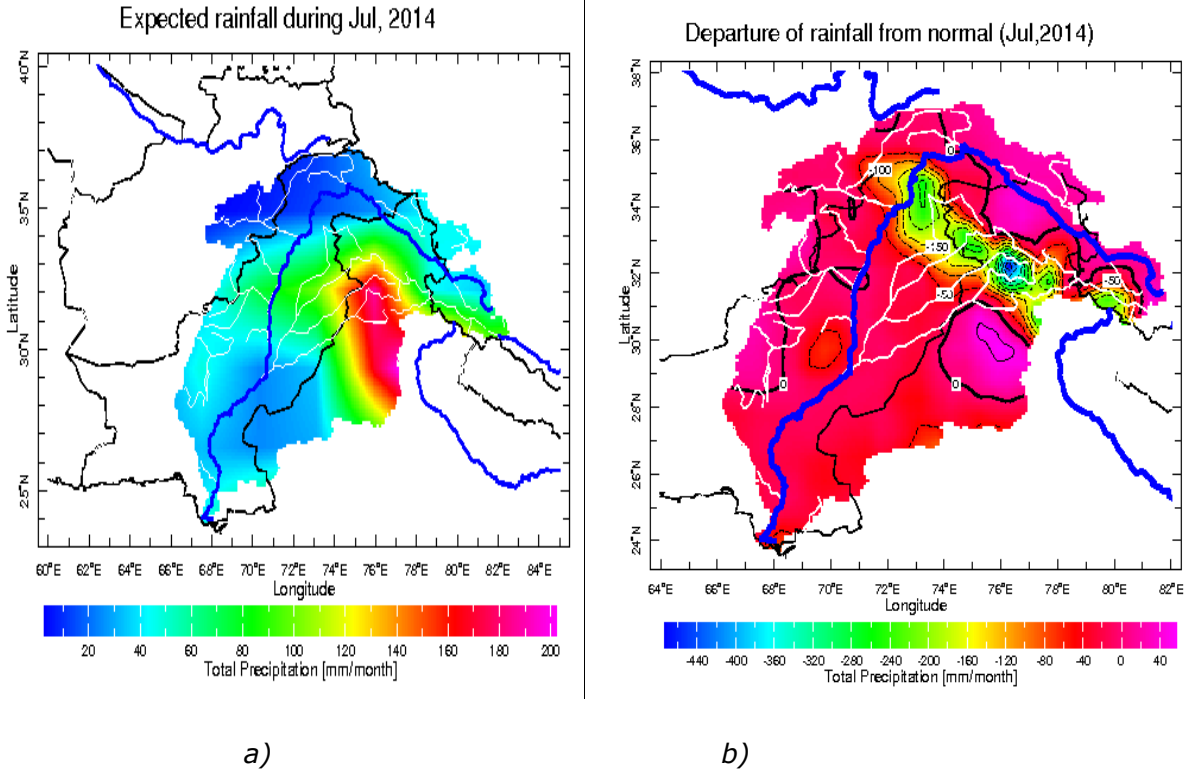 Expected rainfall during Jul, 2014
40°N
35°N
30°N
25°N
Latitude
60°E 62°E 64°E 66°E 68°E 70°E 72°E 74°E 76°E 78°E 80°E 82°E 84°E
Longitude
20 40 60 80 100 120 140 160 180 200
Total Precipitation [mm/month]
a)
Departure of rainfall from normal (Jul,2014)
38°N
36°N
34°N
32°N
30°N
28°N
26°N
24°N
Latitude
0
-100
-150
-50
-50
0
0
64°E 66°E 68°E 70°E 72°E 74°E 76°E 78°E 80°E 82°E
Longitude
-440 -400 -360 -320 -280 -240 -200 -160 -120 -80 -40 0 40
Total Precipitation [mm/month]
b)